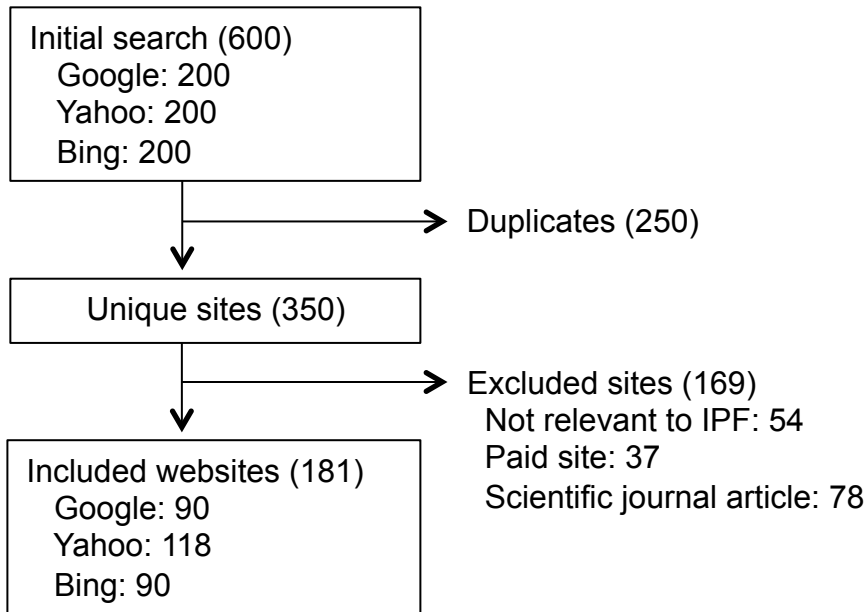 Initial search (600)
Google: 200
Yahoo: 200
Bing: 200
Duplicates (250)
Unique sites (350)
Excluded sites (169)
Not relevant to IPF: 54
Paid site: 37
Scientific journal article: 78
Included websites (181)
Google: 90
Yahoo: 118
Bing: 90